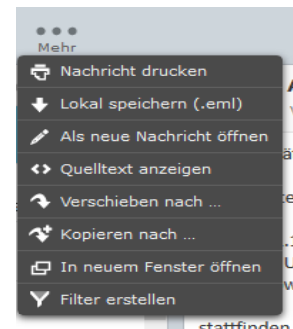 Mehr
Nachricht drucken
Lokal speichern (.eml)
Als neue Nachricht öffnen
Quelltext anzeigen
Verschieben nach ...
Kopieren nach ...
In neuem Fenster öffnen
Filter erstellen
stattfinden